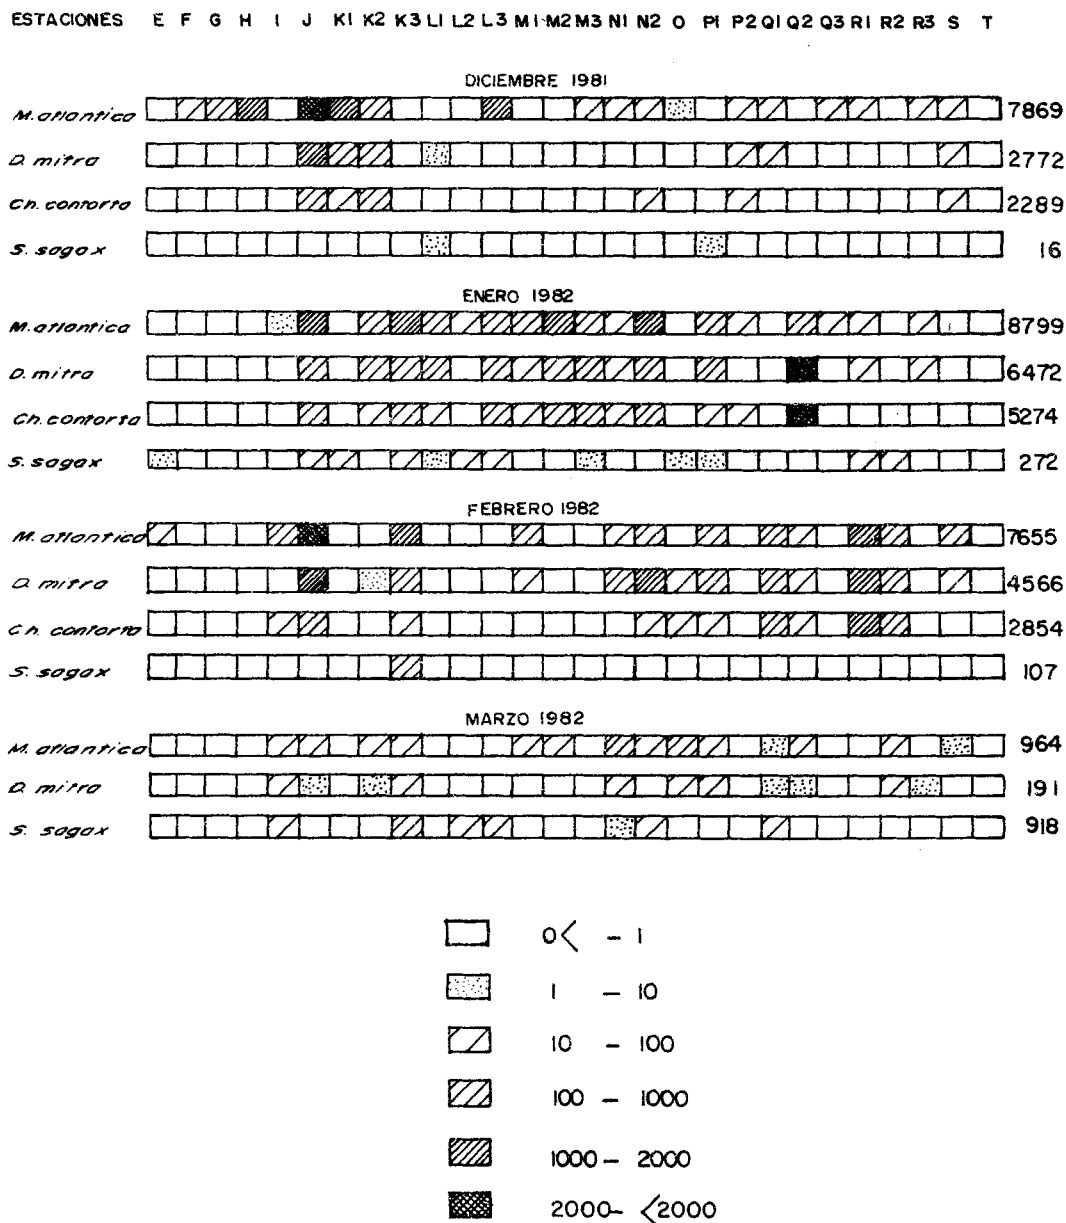 ESTACIONES E F G H I J K1 K2 K3 L1 L2 L3 M1 M2 M3 N1 N2 O P1 P2 Q1 Q2 Q3 R1 R2 R3 S T
DICIEMBRE 1981
M. atlantica 7869
D. mitra 2772
Ch. contorta 2289
S. sagax 16
ENERO 1982
M. atlantica 8799
D. mitra 6472
Ch. contorta 5274
S. sagax 272
FEBRERO 1982
M. atlantica 7655
D. mitra 4566
Ch. contorta 2854
S. sagax 107
MARZO 1982
M. atlantica 964
D. mitra 191
S. sagax 918
0< - 1
1 - 10
10 - 100
100 - 1000
1000 - 2000
2000- <2000